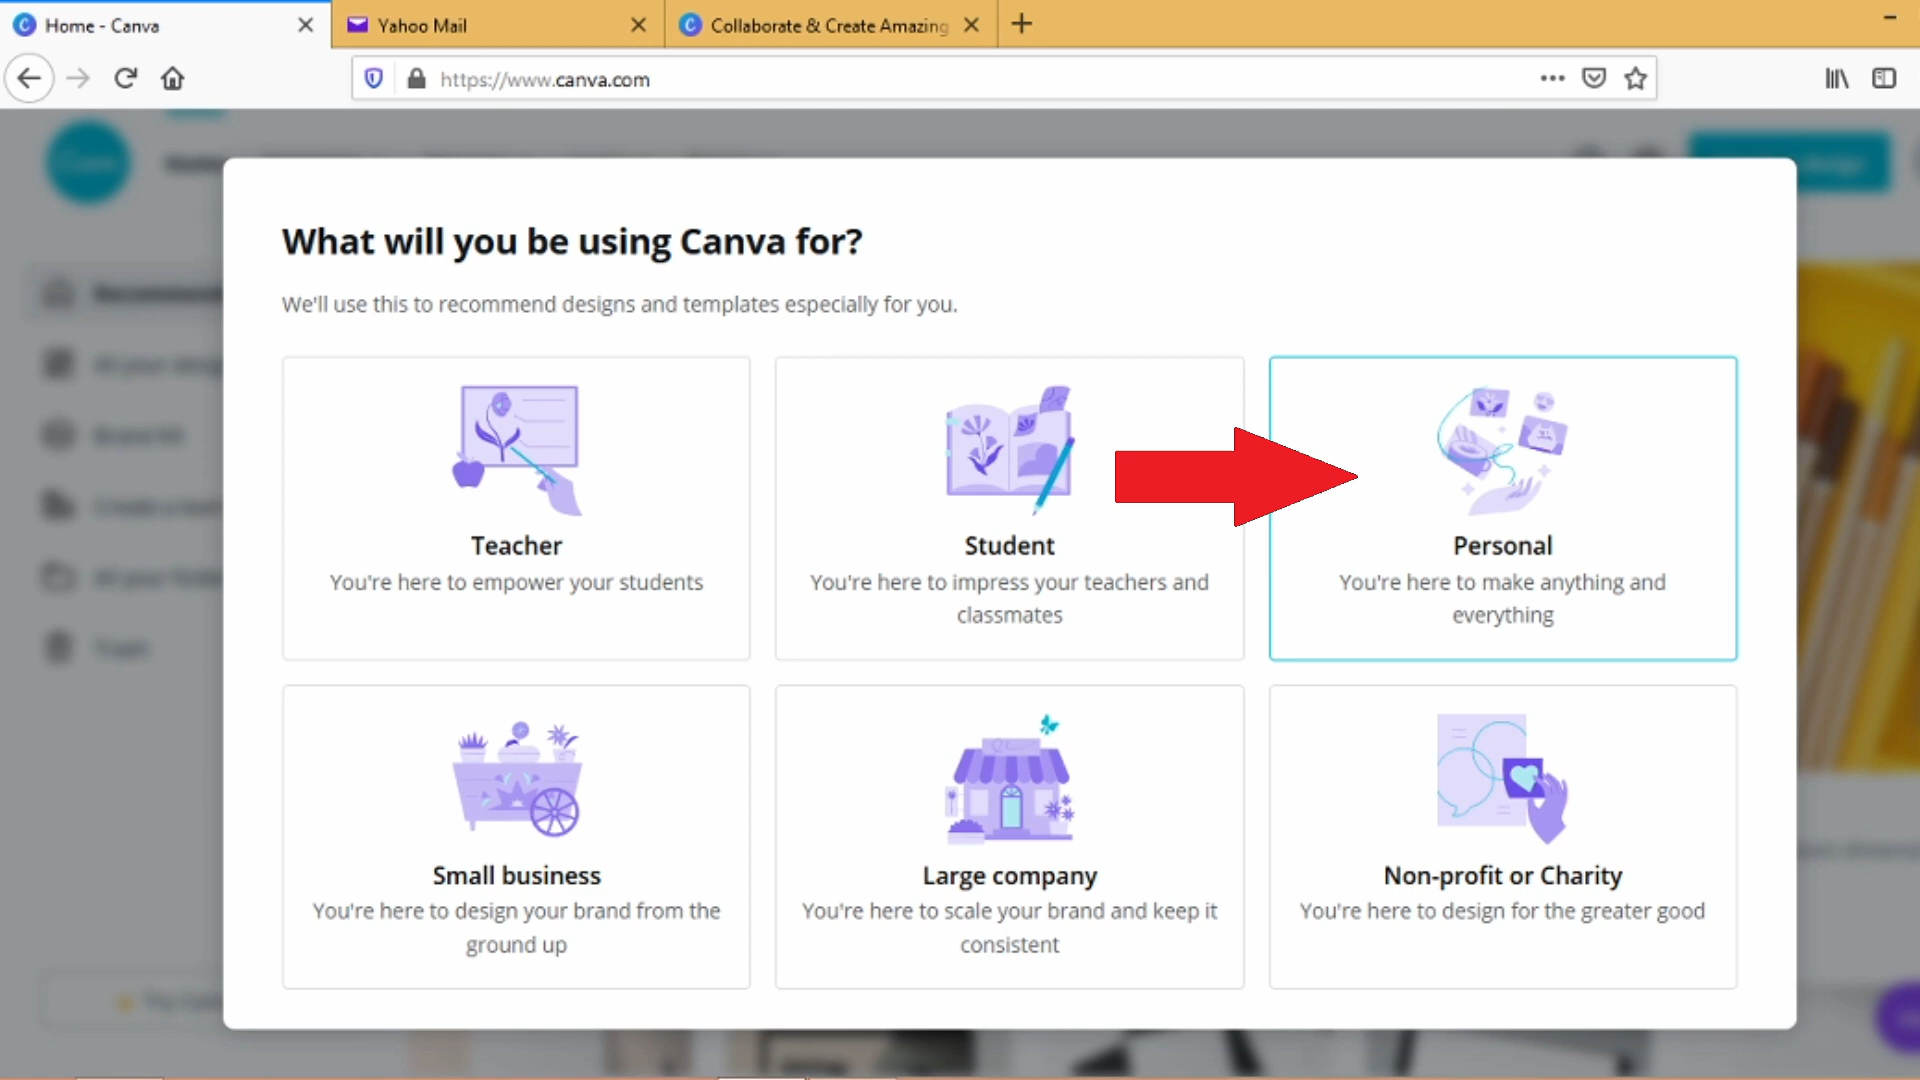 Home - Canva
Yahoo Mail
Collaborate & Create Amazing
https://www.canva.com
What will you be using Canva for?
We'll use this to recommend designs and templates especially for you.
Teacher
You're here to empower your students
Student
You're here to impress your teachers and
classmates
Personal
You're here to make anything and
everything
Small business
You're here to design your brand from the
ground up
Large company
You're here to scale your brand and keep it
consistent
Non-profit or Charity
You're here to design for the greater good